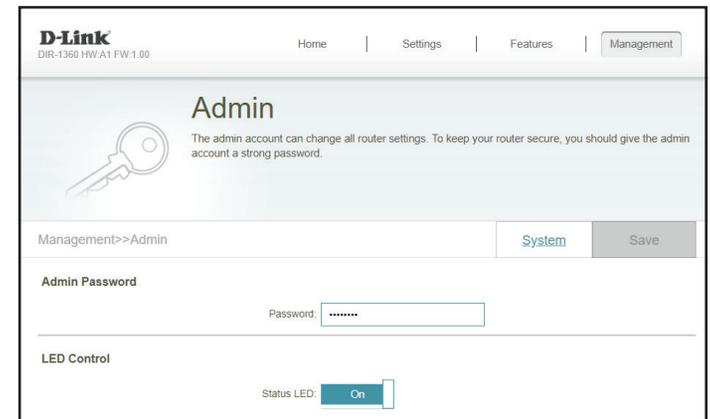 D-Link
DIR-1360 HW:A1 FW:1.00
Home
Settings
Features
Management
Admin
The admin account can change all router settings. To keep your router secure, you should give the admin
account a strong password.
Management>>Admin
System
Save
Admin Password
Password: ••••••••
LED Control
Status LED: On